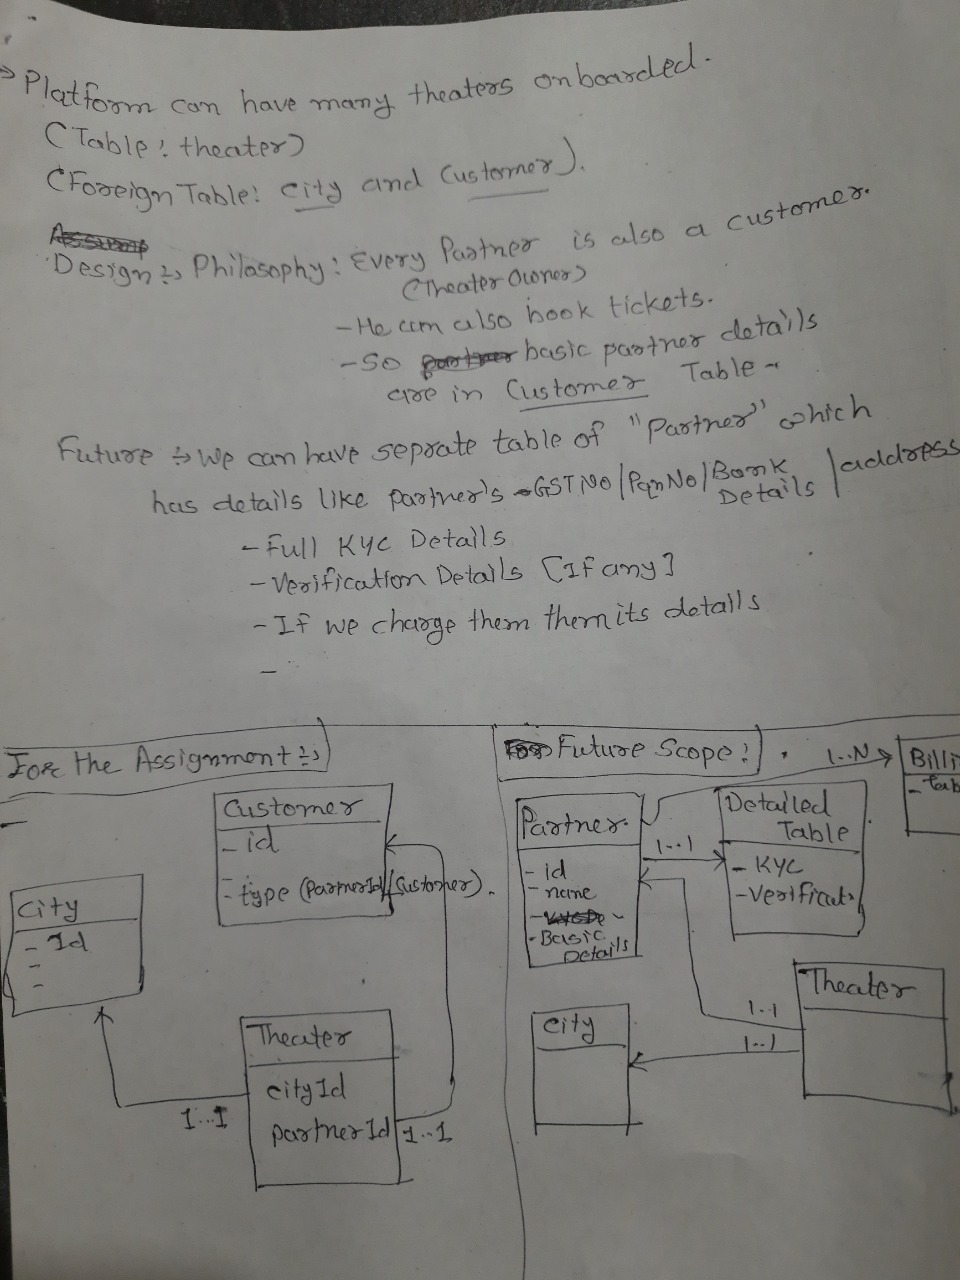 → Platform can have many theaters onboarded.
(Table: theater)
(Foreign Table: City and Customer).
Design :→ Philosophy: Every Partner is also a customer.
(Theater Owner)
- He can also book tickets.
- So basic partner details
are in Customer Table -
Future :→ We can have seprate table of "Partner" which
has details like partner's GST NO/Pan No/Bank Details/address
- Full KYC Details
- Verification Details [If any]
- If we charge them them its details
-
For the Assignment :→
Customer
- id
- type (PartnerId/Customer).
City
- Id
-
-
Theater
cityId
partnerId
1...1
1..1
Future Scope:
Partner
- id
- name
- Basic Details
1..1
Detailed Table
- KYC
- Verificat
1..N
Billi
- Tab
City
Theater
1..1
1..1